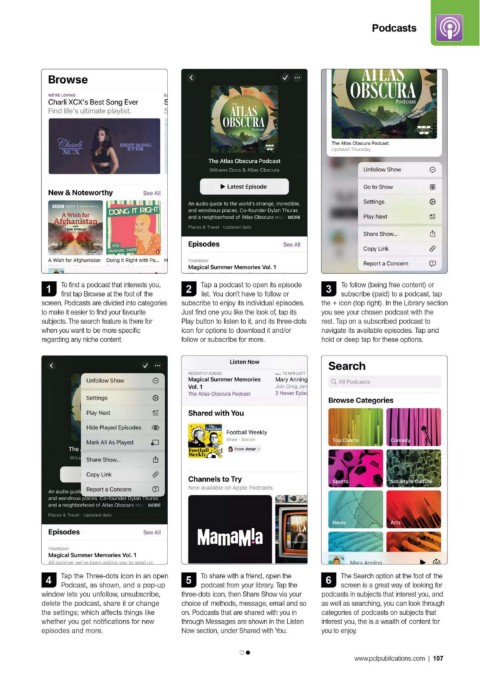 Podcasts
Browse
WE'RE LOVING
Charli XCX's Best Song Ever
Find life's ultimate playlist.
Charli XCX
BEST SONG EVER
New & Noteworthy
See All
A Wish for Afghanistan
DOING IT RIGHT
A Wish for Afghanistan
Doing It Right with Pa...
1 To find a podcast that interests you,
first tap Browse at the foot of the
screen. Podcasts are divided into categories
to make it easier to find your favourite
subjects. The search feature is there for
when you want to be more specific
regarding any niche content.
ATLAS OBSCURA
Podcast
The Atlas Obscura Podcast
Witness Docs & Atlas Obscura
Latest Episode
An audio guide to the world's strange, incredible,
and wondrous places. Co-founder Dylan Thuras
and a neighborhood of Atlas Obscura MORE
Places & Travel · Updated daily
Episodes
See All
THURSDAY
Magical Summer Memories Vol. 1
2 Tap a podcast to open its episode
list. You don't have to follow or
subscribe to enjoy its individual episodes.
Just find one you like the look of, tap its
Play button to listen to it, and its three-dots
icon for options to download it and/or
follow or subscribe for more.
ATLAS
OBSCURA
Podcast
The Atlas Obscura Podcast
Updated Thursday
Unfollow Show
Go to Show
Settings
Play Next
Share Show...
Copy Link
Report a Concern
3 To follow (being free content) or
subscribe (paid) to a podcast, tap
the + icon (top right). In the Library section
you see your chosen podcast with the
rest. Tap on a subscribed podcast to
navigate its available episodes. Tap and
hold or deep tap for these options.
Unfollow Show
Settings
Play Next
Hide Played Episodes
Mark All As Played
Share Show...
Copy Link
Report a Concern
The
An audio guide
and wondrous places. Co-founder Dylan Thuras
and a neighborhood of Atlas Obscura MORE
Places & Travel · Updated daily
Episodes
See All
THURSDAY
Magical Summer Memories Vol. 1
4 Tap the Three-dots icon in an open
Podcast, as shown, and a pop-up
window lets you unfollow, unsubscribe,
delete the podcast, share it or change
the settings; which affects things like
whether you get notifications for new
episodes and more.
Listen Now
RECENTLY ADDED
Magical Summer Memories
Vol. 1
The Atlas Obscura Podcast
Mary Anning
2 Newer Episo
Shared with You
Football Weekly
Football Weekly
Show · Soccer
From Amar
Channels to Try
New available on Apple Podcasts.
MamaMia
5 To share with a friend, open the
podcast from your library. Tap the
three-dots icon, then Share Show via your
choice of methods, message, email and so
on. Podcasts that are shared with you in
through Messages are shown in the Listen
Now section, under Shared with You.
Search
All Podcasts
Browse Categories
Top Charts
Comedy
Sports
Society & Culture
News
Arts
Mary Anning
6 The Search option at the foot of the
screen is a great way of looking for
podcasts in subjects that interest you, and
as well as searching, you can look through
categories of podcasts on subjects that
interest you, the is a wealth of content for
you to enjoy.
www.pclpublications.com | 107